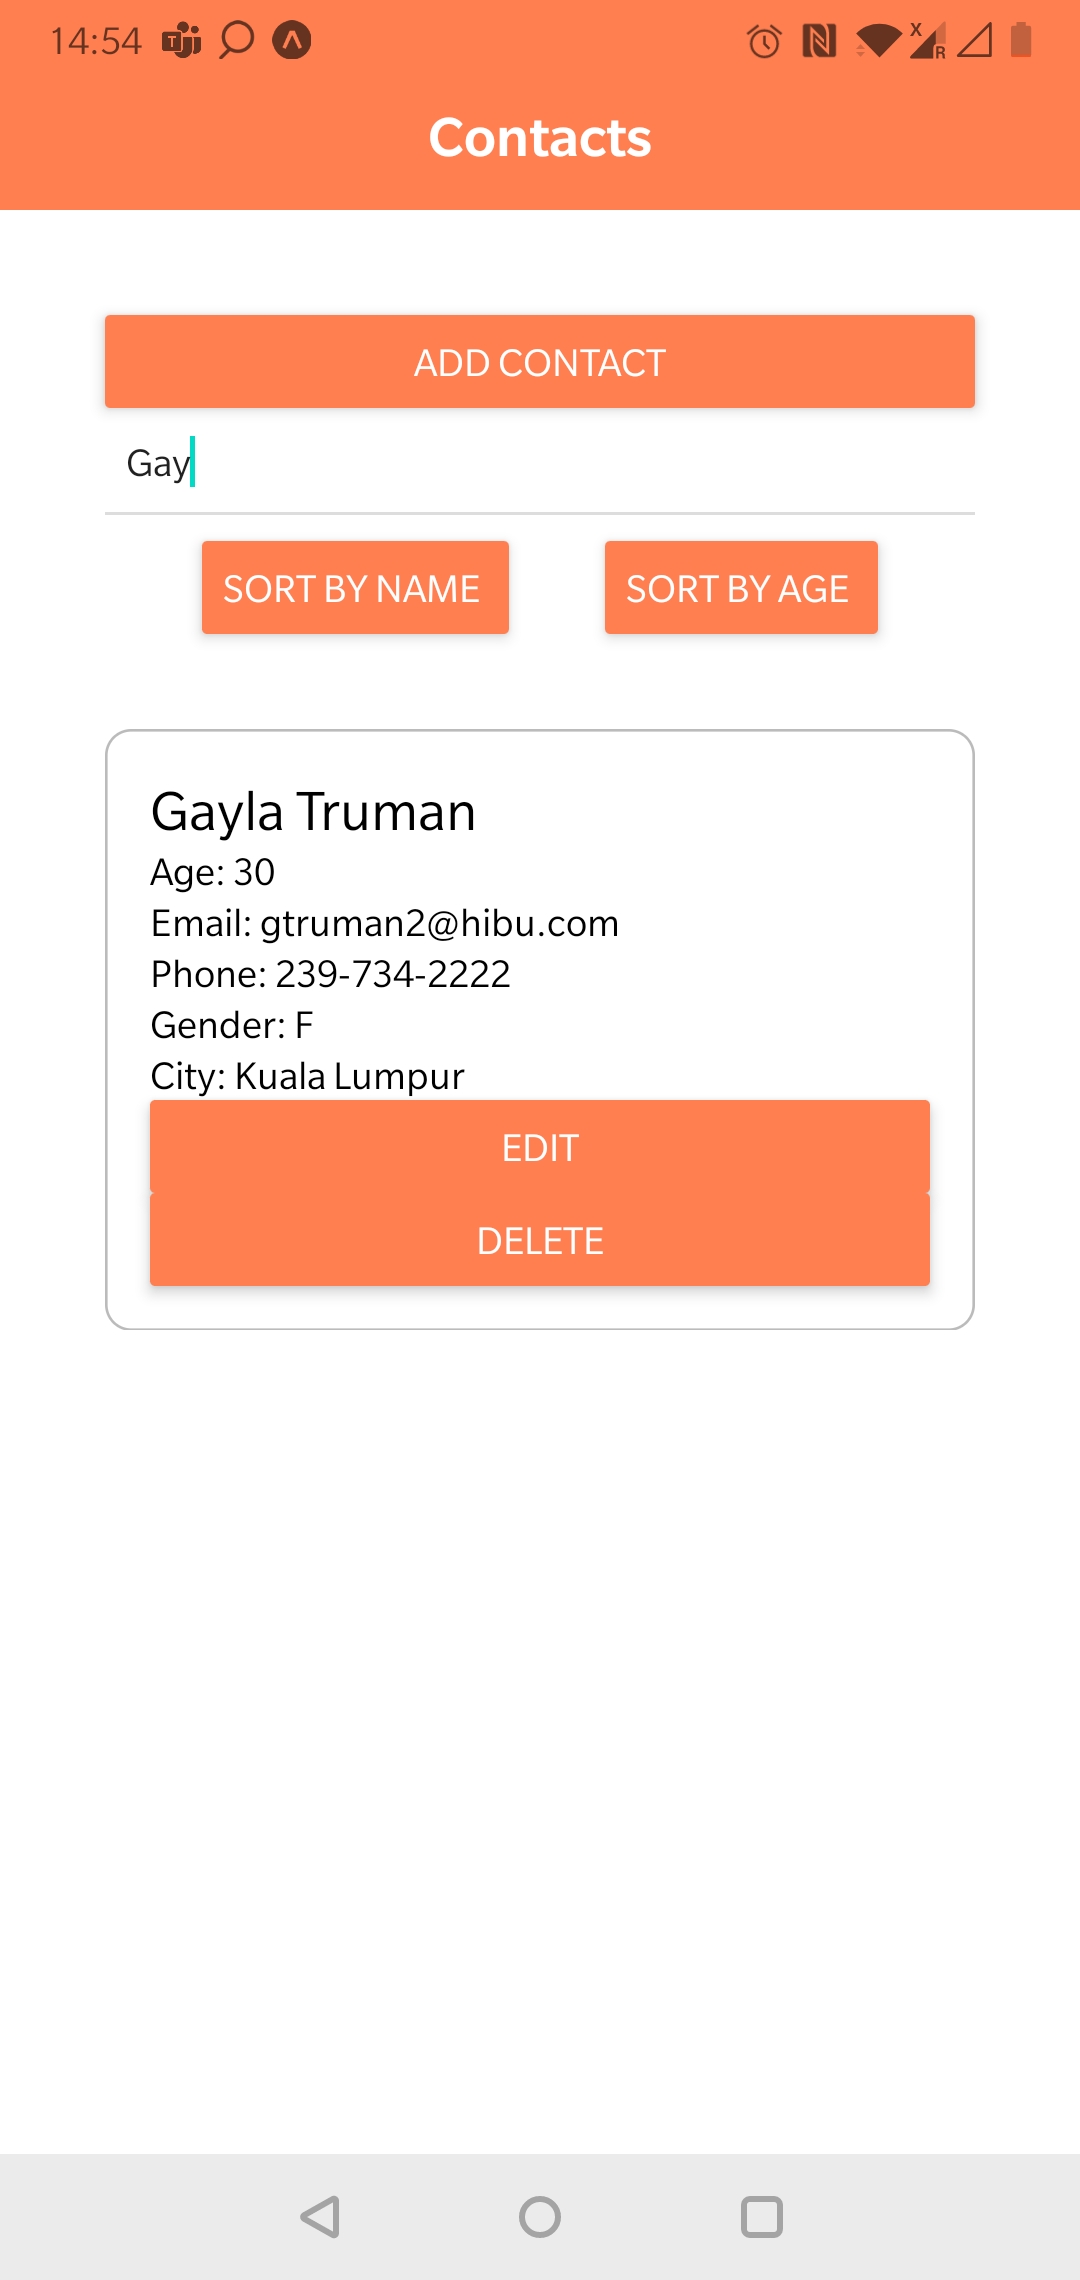 14:54
Contacts
ADD CONTACT
Gay
SORT BY NAME SORT BY AGE
Gayla Truman
Age: 30
Email: gtruman2@hibu.com
Phone: 239-734-2222
Gender: F
City: Kuala Lumpur
EDIT
DELETE